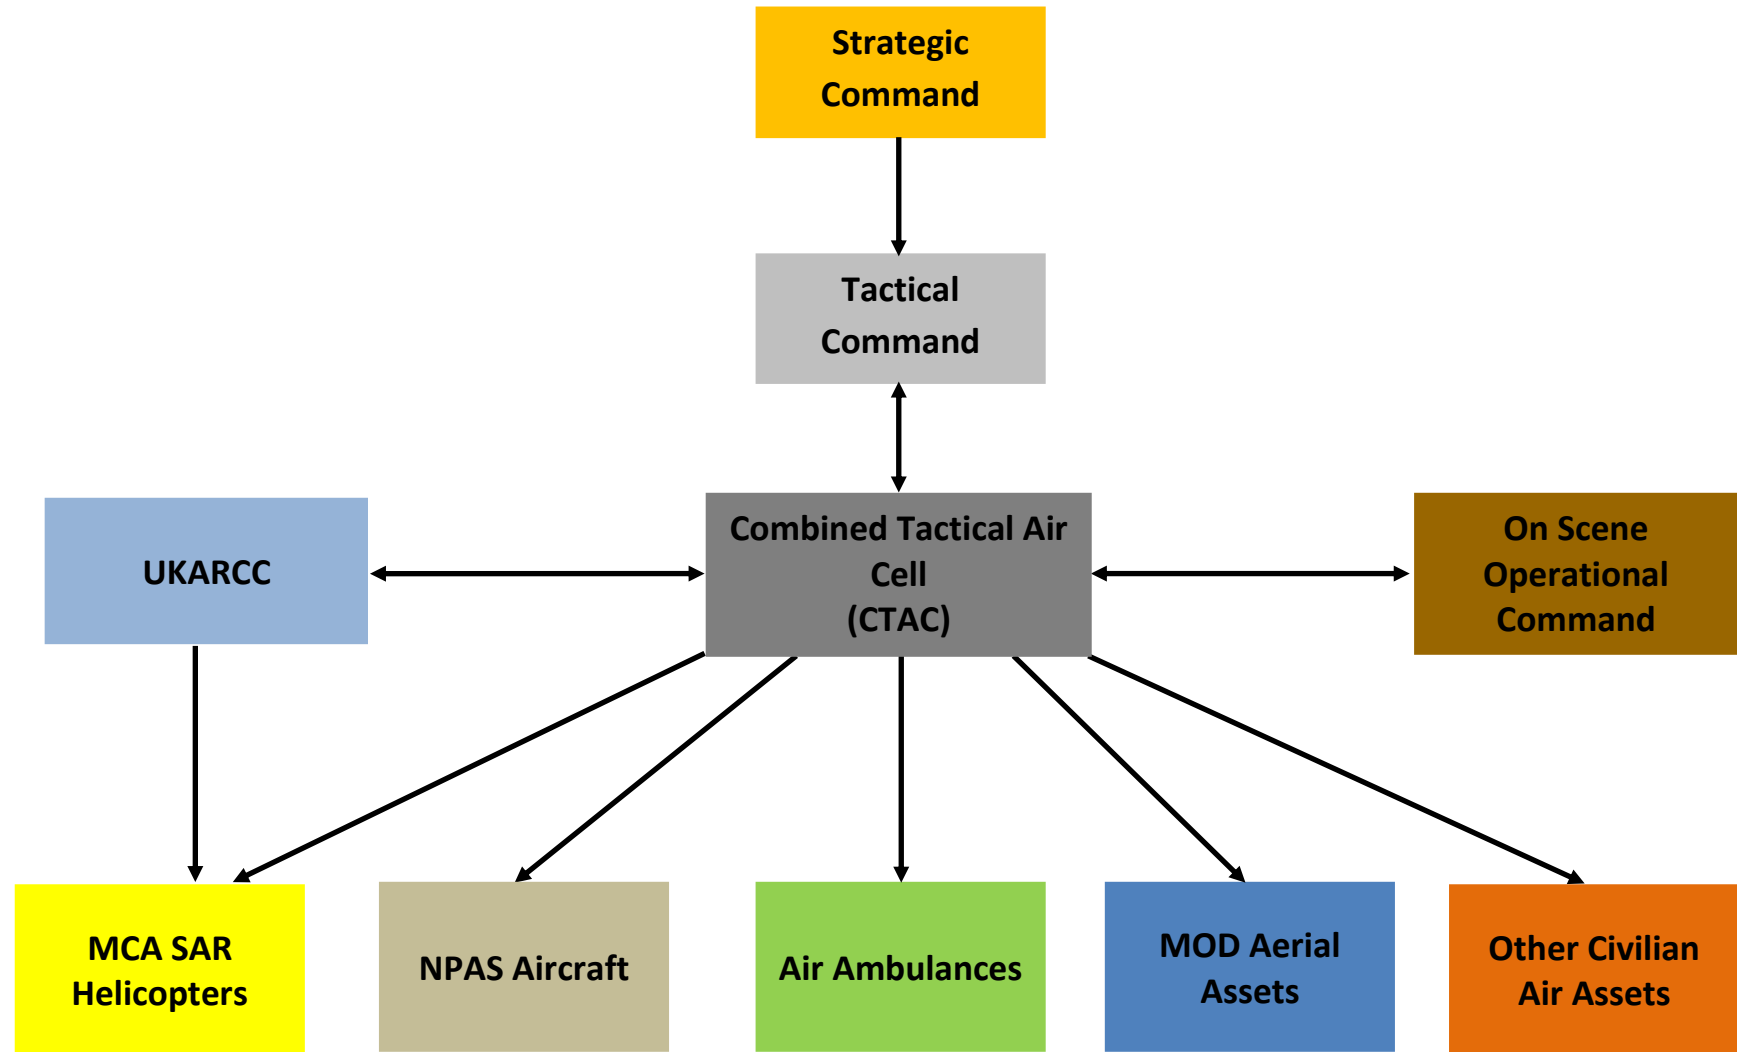 Strategic
Command
Tactical
Command
UKARCC
Combined Tactical Air
Cell
(CTAC)
On Scene
Operational
Command
MCA SAR
Helicopters
NPAS Aircraft
Air Ambulances
MOD Aerial
Assets
Other Civilian
Air Assets